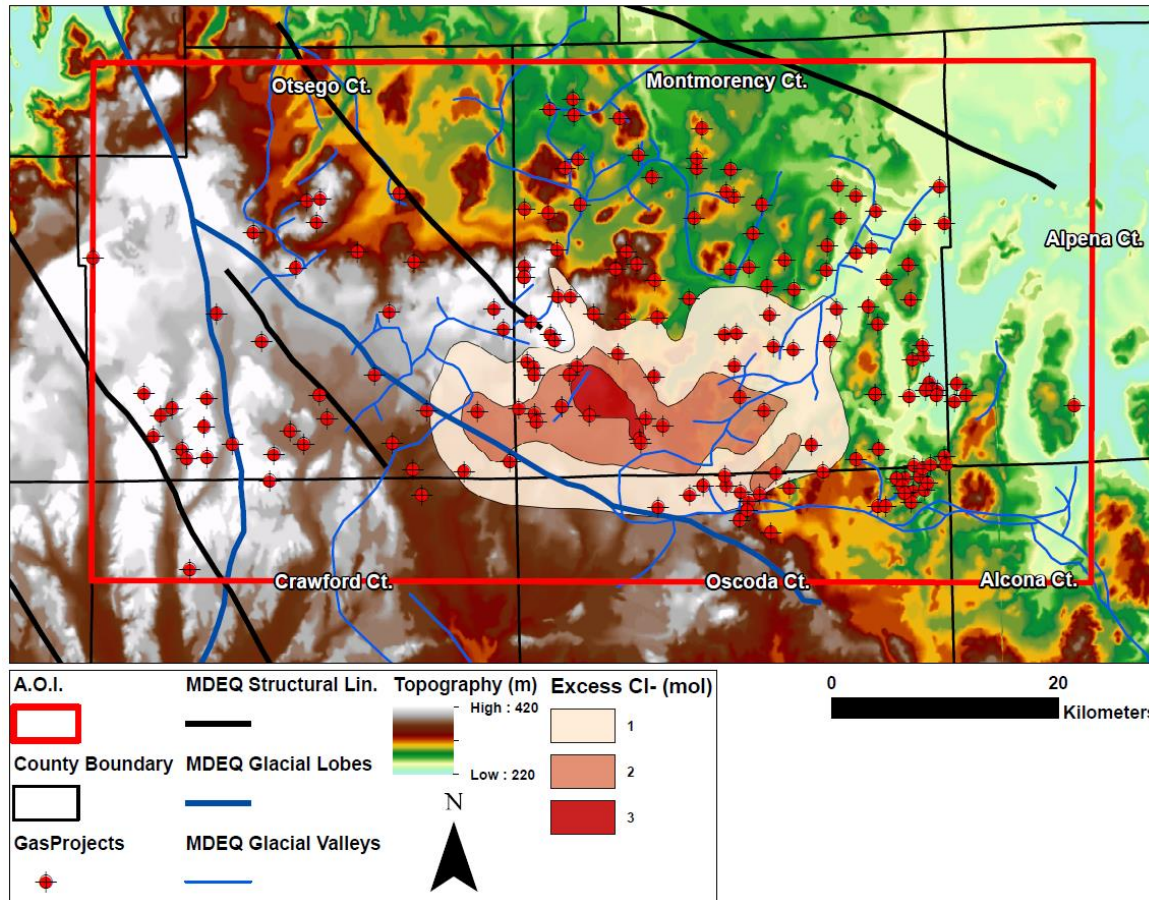 Otsego Ct.
Montmorency Ct.
Alpena Ct.
Crawford Ct.
Oscoda Ct.
Alcona Ct.
A.O.I.
MDEQ Structural Lin.
Topography (m)
Excess Cl- (mol)
High : 420
Low : 220
1
2
3
County Boundary
MDEQ Glacial Lobes
GasProjects
MDEQ Glacial Valleys
N
0
20
Kilometers